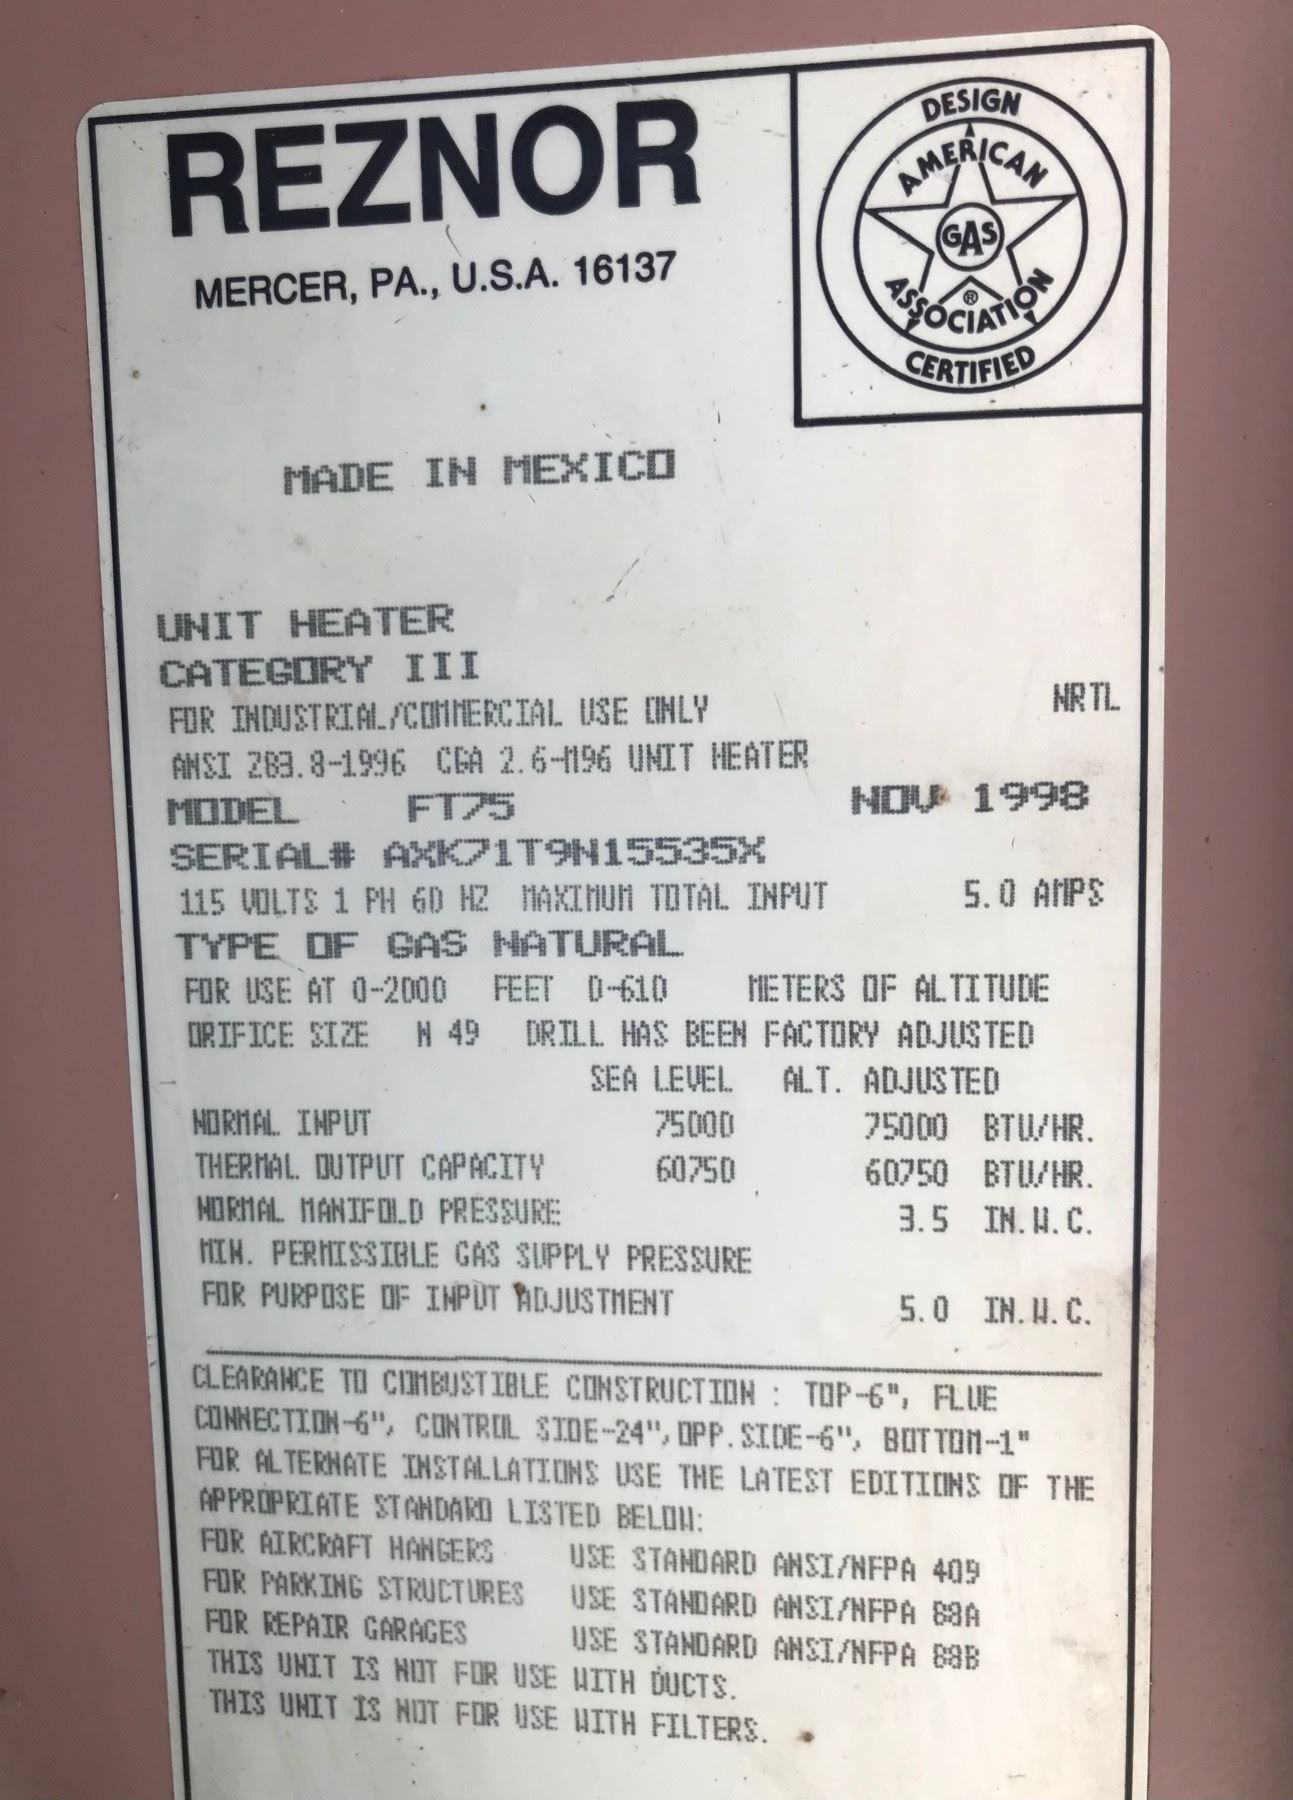 REZNOR
MERCER, PA., U.S.A. 16137
DESIGN
AMERICAN
GAS
ASSOCIATION
®
CERTIFIED
MADE IN MEXICO
UNIT HEATER
CATEGORY III
FOR INDUSTRIAL/COMMERCIAL USE ONLY NRTL
ANSI Z83.8-1996 CGA 2.6-M96 UNIT HEATER
MODEL FT75 NOV 1998
SERIAL# AXK71T9N15535X
115 VOLTS 1 PH 60 HZ MAXIMUM TOTAL INPUT 5.0 AMPS
TYPE OF GAS NATURAL
FOR USE AT 0-2000 FEET 0-610 METERS OF ALTITUDE
ORIFICE SIZE N 49 DRILL HAS BEEN FACTORY ADJUSTED
SEA LEVEL ALT. ADJUSTED
NORMAL INPUT 75000 75000 BTU/HR.
THERMAL OUTPUT CAPACITY 60750 60750 BTU/HR.
NORMAL MANIFOLD PRESSURE 3.5 IN.W.C.
MIN. PERMISSIBLE GAS SUPPLY PRESSURE
FOR PURPOSE OF INPUT ADJUSTMENT 5.0 IN.W.C.
CLEARANCE TO COMBUSTIBLE CONSTRUCTION : TOP-6", FLUE
CONNECTION-6", CONTROL SIDE-24", OPP.SIDE-6", BOTTOM-1"
FOR ALTERNATE INSTALLATIONS USE THE LATEST EDITIONS OF THE
APPROPRIATE STANDARD LISTED BELOW:
FOR AIRCRAFT HANGERS USE STANDARD ANSI/NFPA 409
FOR PARKING STRUCTURES USE STANDARD ANSI/NFPA 88A
FOR REPAIR GARAGES USE STANDARD ANSI/NFPA 88B
THIS UNIT IS NOT FOR USE WITH DUCTS.
THIS UNIT IS NOT FOR USE WITH FILTERS.